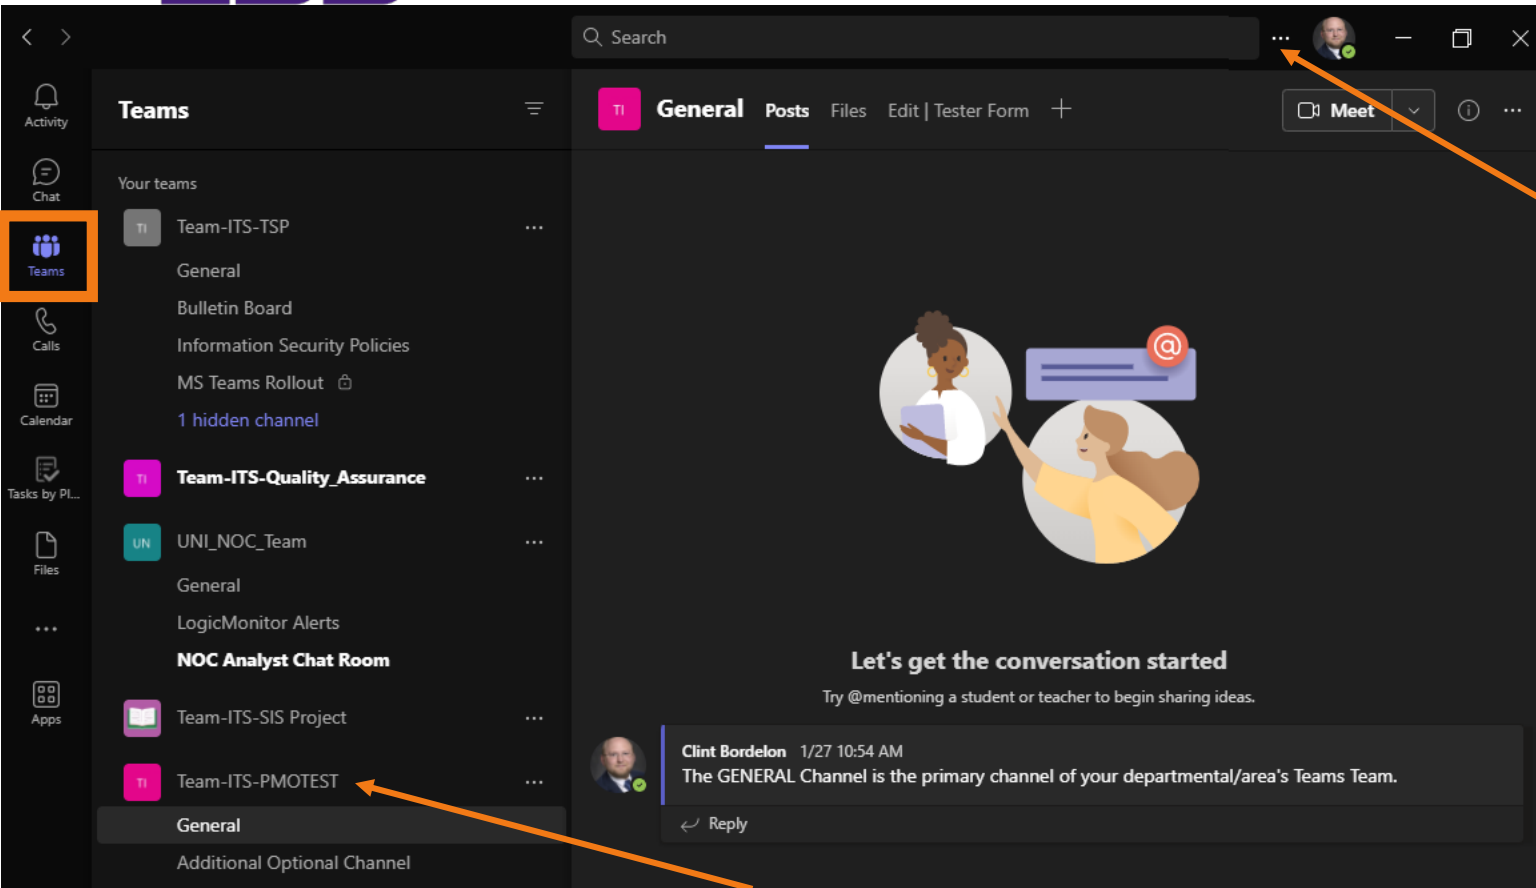 Search
Activity
Chat
Teams
Calls
Calendar
Tasks by Pl...
Files
Apps
Teams
Your teams
TI Team-ITS-TSP
General
Bulletin Board
Information Security Policies
MS Teams Rollout
1 hidden channel
TI Team-ITS-Quality_Assurance
UN UNI_NOC_Team
General
LogicMonitor Alerts
NOC Analyst Chat Room
Team-ITS-SIS Project
TI Team-ITS-PMOTEST
General
Additional Optional Channel
TI General Posts Files Edit | Tester Form
Meet
@
Let's get the conversation started
Try @mentioning a student or teacher to begin sharing ideas.
Clint Bordelon 1/27 10:54 AM
The GENERAL Channel is the primary channel of your departmental/area's Teams Team.
Reply